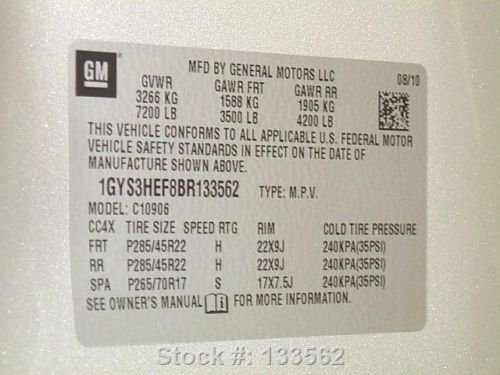 GM
MFD BY GENERAL MOTORS LLC
08/10
GVWR GAWR FRT GAWR RR
3266 KG 1588 KG 1905 KG
7200 LB 3500 LB 4200 LB
THIS VEHICLE CONFORMS TO ALL APPLICABLE U.S. FEDERAL MOTOR
VEHICLE SAFETY STANDARDS IN EFFECT ON THE DATE OF
MANUFACTURE SHOWN ABOVE.
1GYS3HEF8BR133562 TYPE: M.P.V.
MODEL: C10906
CC4X TIRE SIZE SPEED RTG RIM COLD TIRE PRESSURE
FRT P285/45R22 H 22X9J 240KPA(35PSI)
RR P285/45R22 H 22X9J 240KPA(35PSI)
SPA P265/70R17 S 17X7.5J 240KPA(35PSI)
SEE OWNER'S MANUAL FOR MORE INFORMATION.
Stock #: 133562